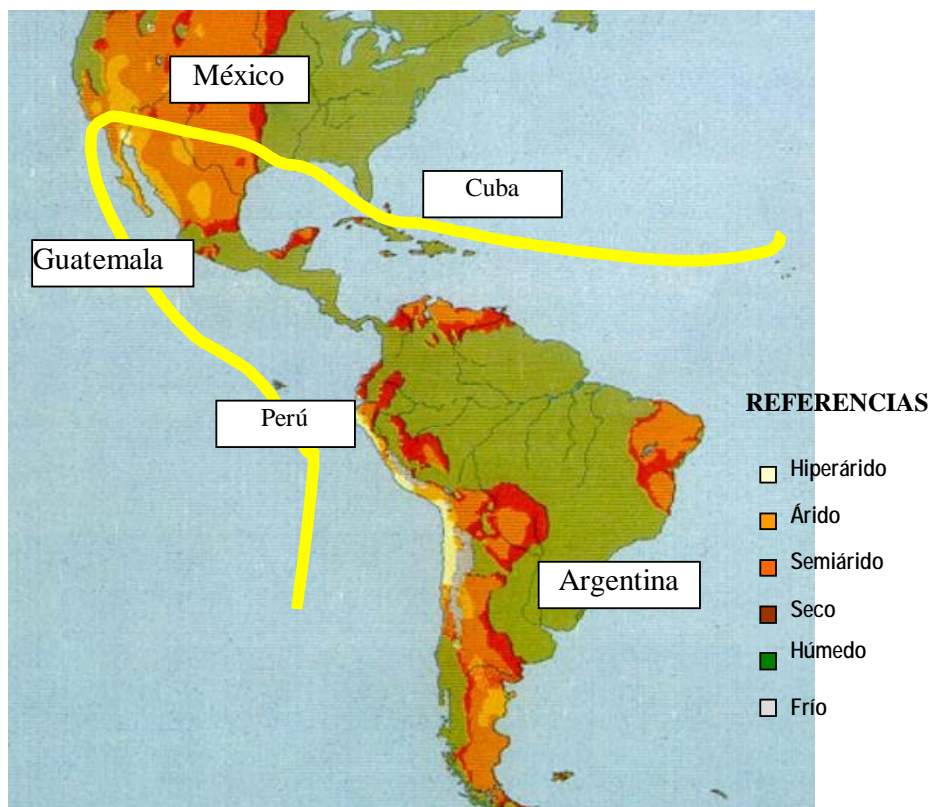 México
Cuba
Guatemala
Perú
REFERENCIAS
Hiperárido
Árido
Semiárido
Argentina
Seco
Húmedo
Frío